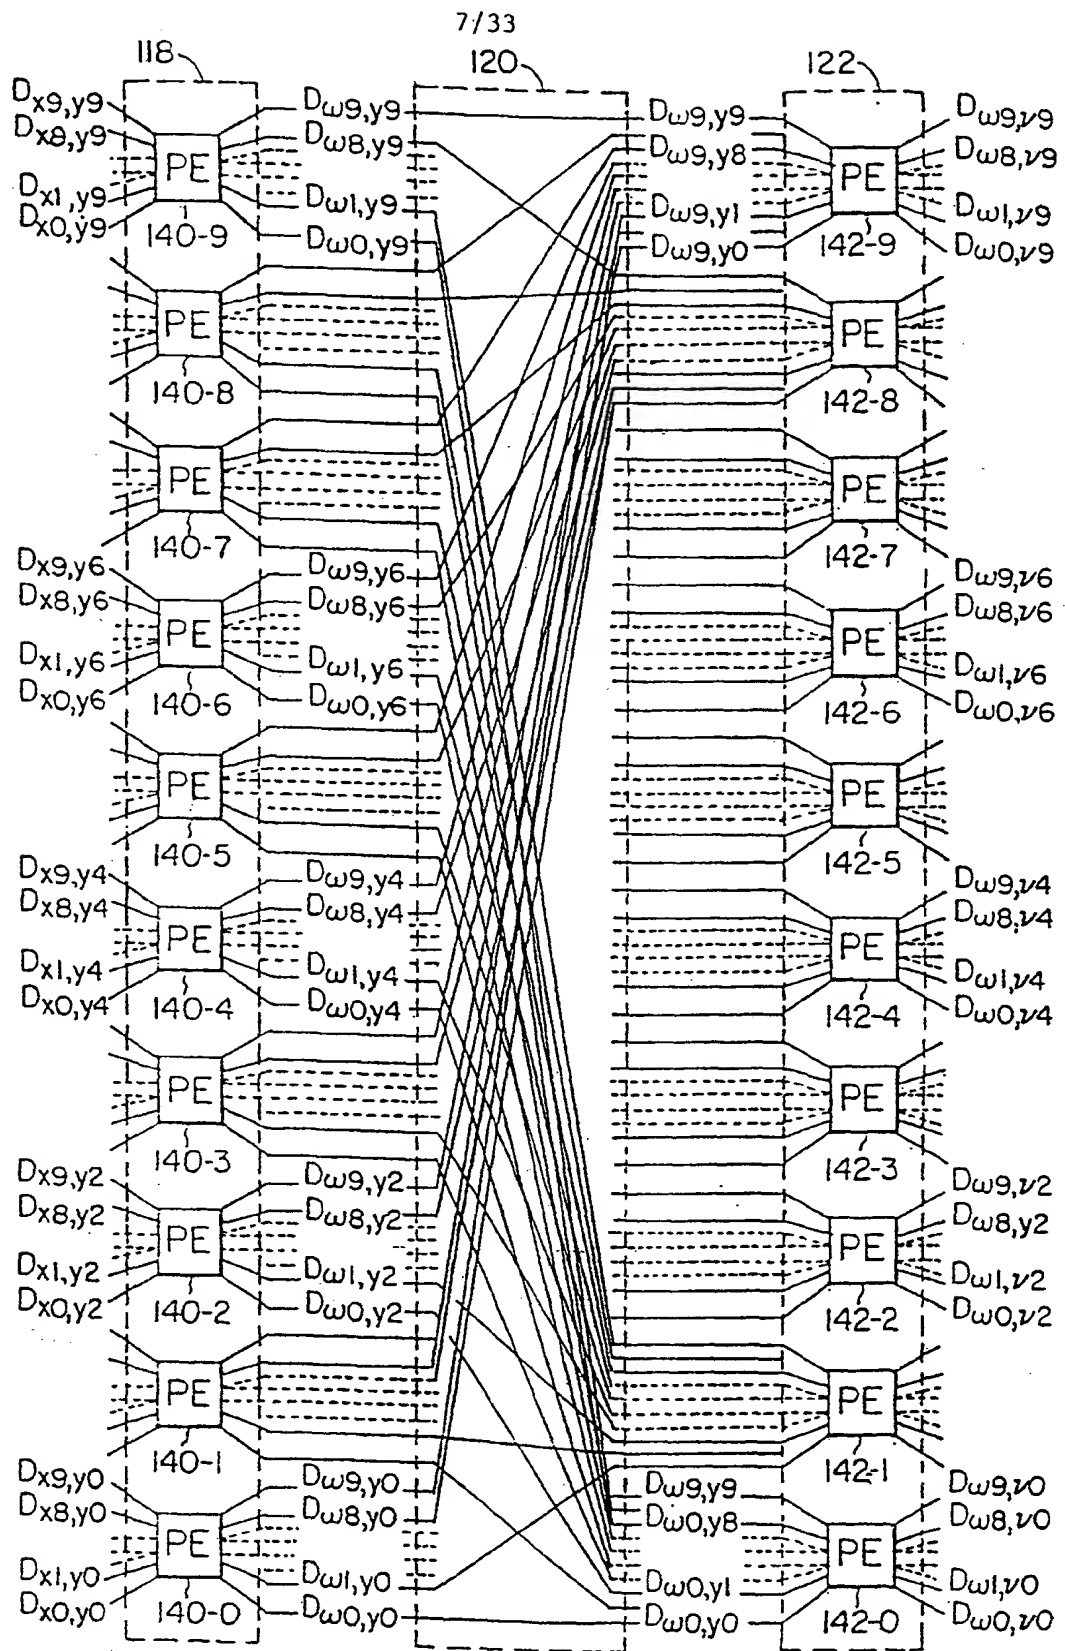 7/33
118
120
122
Dx9,y9
Dω9,y9
Dω9,y9
Dω9,ν9
Dx8,y9
Dω8,y9
Dω9,y8
Dω8,ν9
PE
PE
Dx1,y9
Dω1,y9
Dω9,y1
Dω1,ν9
Dx0,y9
Dω0,y9
Dω9,y0
Dω0,ν9
140-9
142-9
PE
PE
140-8
142-8
PE
PE
140-7
142-7
Dx9,y6
Dω9,y6
Dω9,ν6
Dx8,y6
Dω8,y6
Dω8,ν6
PE
PE
Dx1,y6
Dω1,y6
Dω1,ν6
Dx0,y6
Dω0,y6
Dω0,ν6
140-6
142-6
PE
PE
140-5
142-5
Dx9,y4
Dω9,y4
Dω9,ν4
Dx8,y4
Dω8,y4
Dω8,ν4
PE
PE
Dx1,y4
Dω1,y4
Dω1,ν4
Dx0,y4
Dω0,y4
Dω0,ν4
140-4
142-4
PE
PE
140-3
142-3
Dx9,y2
Dω9,y2
Dω9,ν2
Dx8,y2
Dω8,y2
Dω8,y2
PE
PE
Dx1,y2
Dω1,y2
Dω1,ν2
Dx0,y2
Dω0,y2
Dω0,ν2
140-2
142-2
PE
PE
140-1
142-1
Dx9,y0
Dω9,y0
Dω9,y9
Dω9,ν0
Dx8,y0
Dω8,y0
Dω0,y8
Dω8,ν0
PE
PE
Dx1,y0
Dω1,y0
Dω0,y1
Dω1,ν0
Dx0,y0
Dω0,y0
Dω0,y0
Dω0,ν0
140-0
142-0